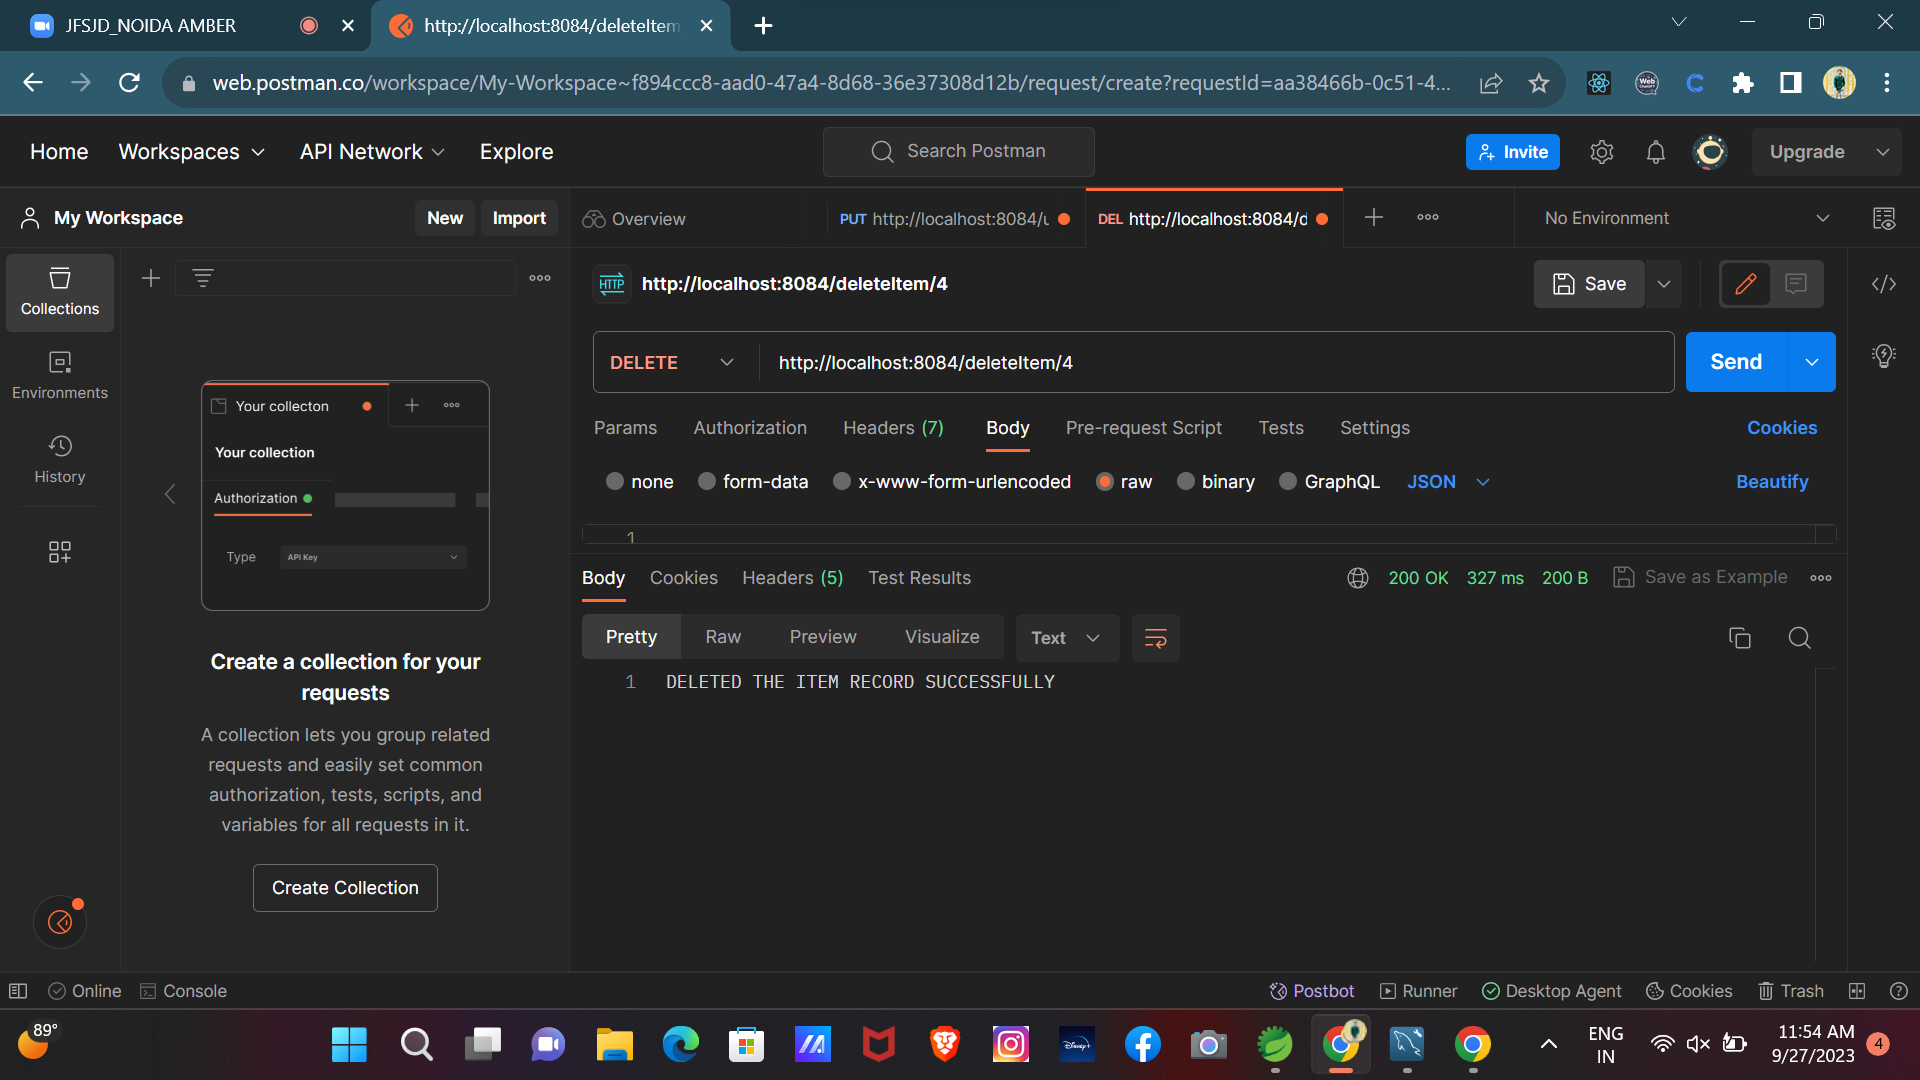 JFSJD_NOIDA AMBER
http://localhost:8084/deleteItem
web.postman.co/workspace/My-Workspace~f894ccc8-aad0-47a4-8d68-36e37308d12b/request/create?requestId=aa38466b-0c51-4...
Home Workspaces API Network Explore Search Postman Invite Upgrade
My Workspace New Import Overview PUT http://localhost:8084/u DEL http://localhost:8084/d No Environment
Collections
Environments
History
Your collecton
Your collection
Authorization
Type API Key
Create a collection for your
requests
A collection lets you group related
requests and easily set common
authorization, tests, scripts, and
variables for all requests in it.
Create Collection
HTTP http://localhost:8084/deleteItem/4 Save
DELETE http://localhost:8084/deleteItem/4 Send
Params Authorization Headers (7) Body Pre-request Script Tests Settings Cookies
none form-data x-www-form-urlencoded raw binary GraphQL JSON Beautify
1
Body Cookies Headers (5) Test Results 200 OK 327 ms 200 B Save as Example
Pretty Raw Preview Visualize Text
1 DELETED THE ITEM RECORD SUCCESSFULLY
Online Console Postbot Runner Desktop Agent Cookies Trash
89°
Disney+
ENG
IN
11:54 AM
9/27/2023
4